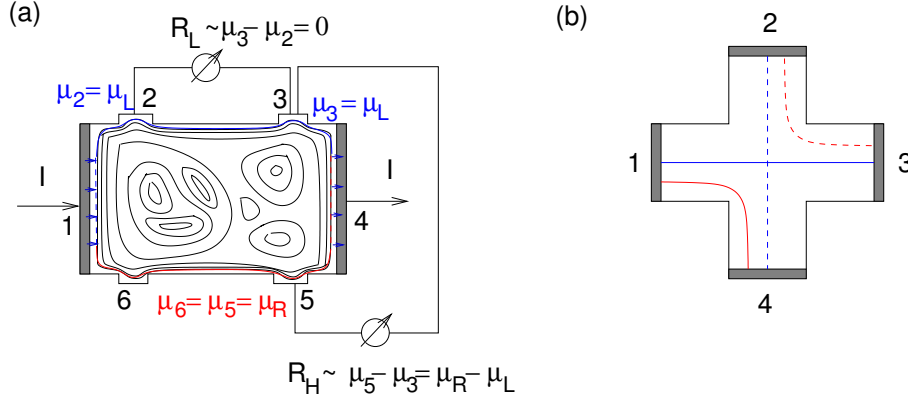 (a)
R_L ~ μ_3 − μ_2 = 0
μ_2 = μ_L
2
3
μ_3 = μ_L
I
I
1
4
6
μ_6 = μ_5 = μ_R
5
R_H ~ μ_5 − μ_3 = μ_R − μ_L
(b)
2
1
3
4